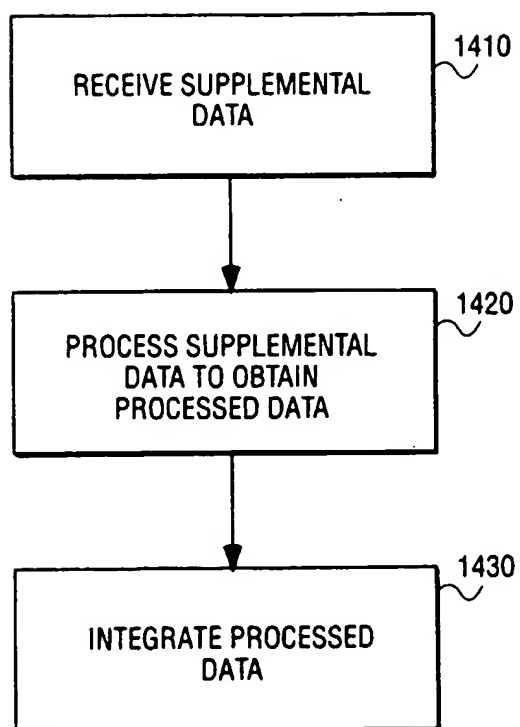 1410
RECEIVE SUPPLEMENTAL
DATA
1420
PROCESS SUPPLEMENTAL
DATA TO OBTAIN
PROCESSED DATA
1430
INTEGRATE PROCESSED
DATA